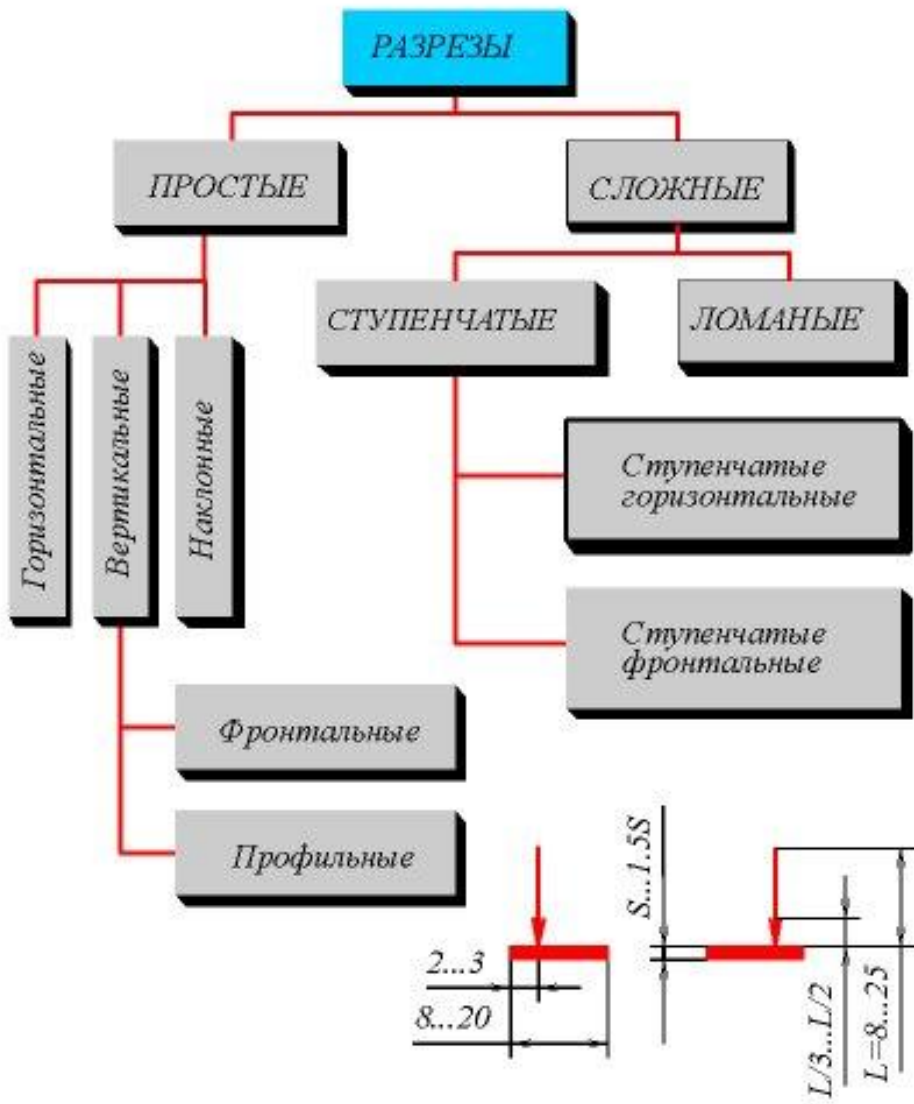 РАЗРЕЗЫ
ПРОСТЫЕ
СЛОЖНЫЕ
СТУПЕНЧАТЫЕ
ЛОМАНЫЕ
Горизонтальные
Вертикальные
Наклонные
Ступенчатые
горизонтальные
Ступенчатые
фронтальные
Фронтальные
Профильные
2...3
8...20
S...1.5S
L/3...L/2
L=8...25